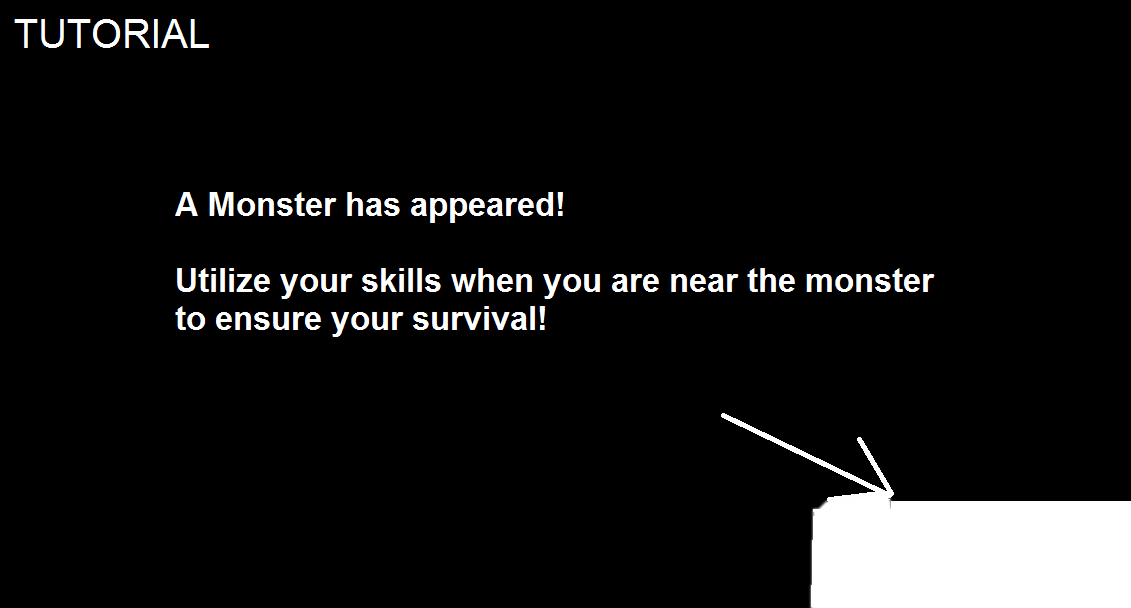 TUTORIAL
A Monster has appeared!
Utilize your skills when you are near the monster
to ensure your survival!